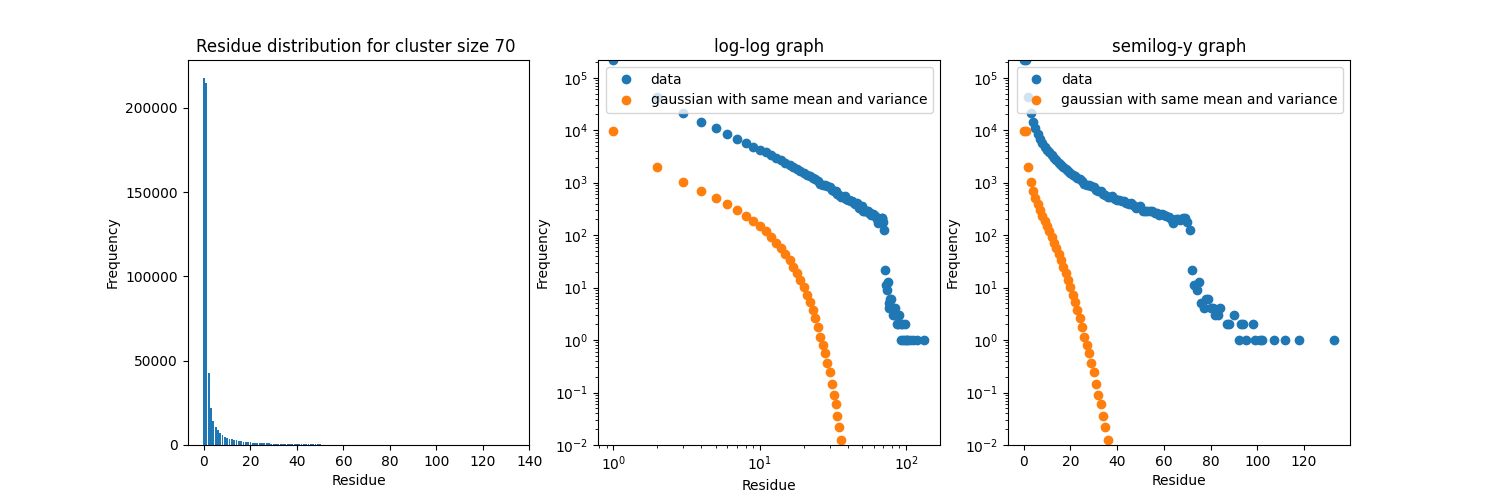 Residue distribution for cluster size 70
Frequency
200000
150000
100000
50000
0
0 20 40 60 80 100 120 140
Residue
log-log graph
data
gaussian with same mean and variance
Frequency
10^5
10^4
10^3
10^2
10^1
10^0
10^-1
10^-2
10^0 10^1 10^2
Residue
semilog-y graph
data
gaussian with same mean and variance
Frequency
10^5
10^4
10^3
10^2
10^1
10^0
10^-1
10^-2
0 20 40 60 80 100 120
Residue